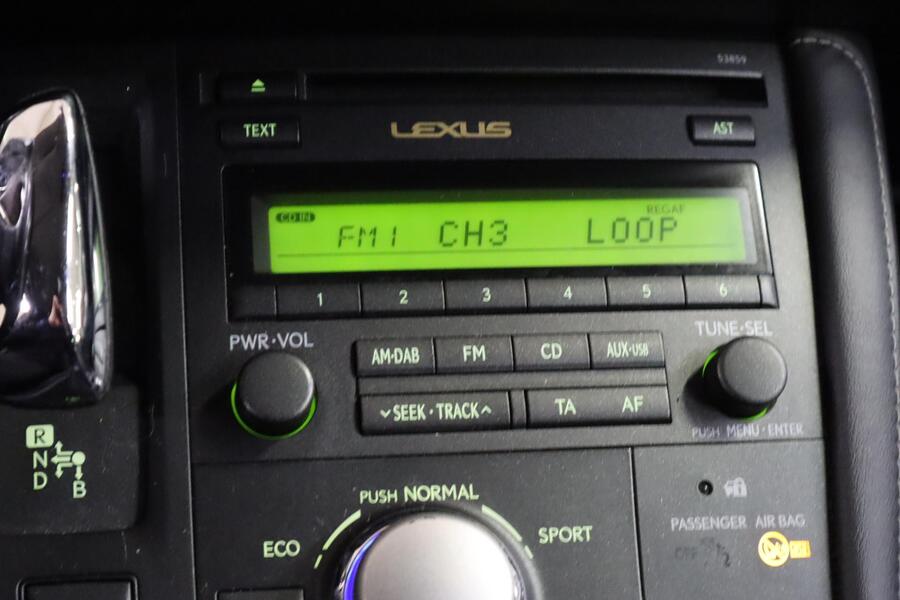 53859
TEXT
LEXUS
AST
CD IN
REG AF
FM1 CH3 LOOP
1 2 3 4 5 6
PWR·VOL
TUNE·SEL
AM·DAB FM CD AUX·USB
SEEK·TRACK
TA AF
PUSH MENU·ENTER
R
N
D
B
PUSH NORMAL
ECO
SPORT
PASSENGER AIR BAG
OFF